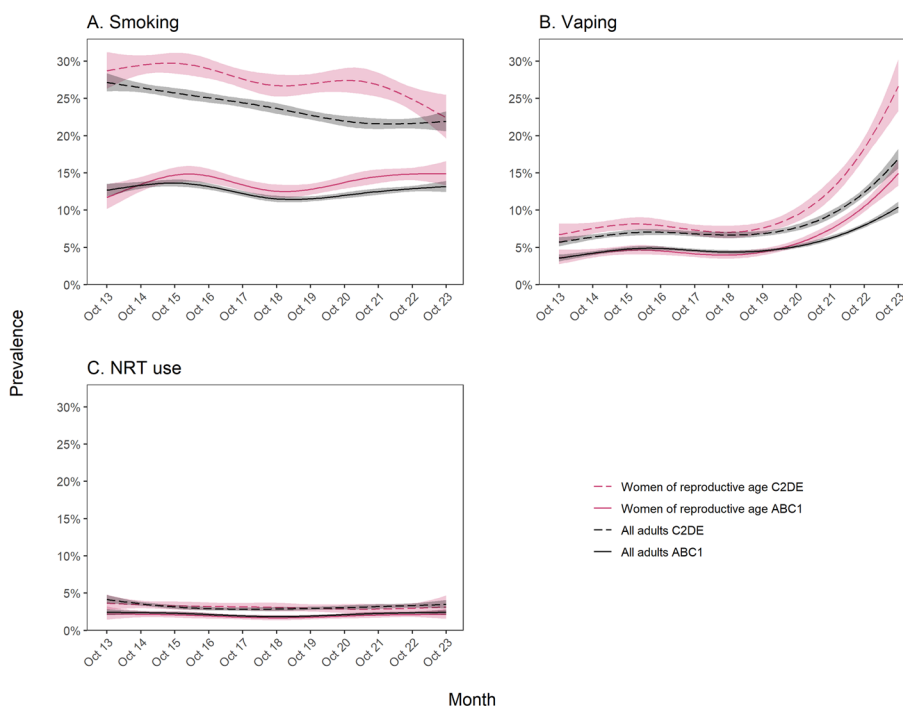 A. Smoking
30%
25%
20%
15%
10%
5%
0%
Oct 13
Oct 14
Oct 15
Oct 16
Oct 17
Oct 18
Oct 19
Oct 20
Oct 21
Oct 22
Oct 23
B. Vaping
30%
25%
20%
15%
10%
5%
0%
Oct 13
Oct 14
Oct 15
Oct 16
Oct 17
Oct 18
Oct 19
Oct 20
Oct 21
Oct 22
Oct 23
Prevalence
C. NRT use
30%
25%
20%
15%
10%
5%
0%
Oct 13
Oct 14
Oct 15
Oct 16
Oct 17
Oct 18
Oct 19
Oct 20
Oct 21
Oct 22
Oct 23
Women of reproductive age C2DE
Women of reproductive age ABC1
All adults C2DE
All adults ABC1
Month